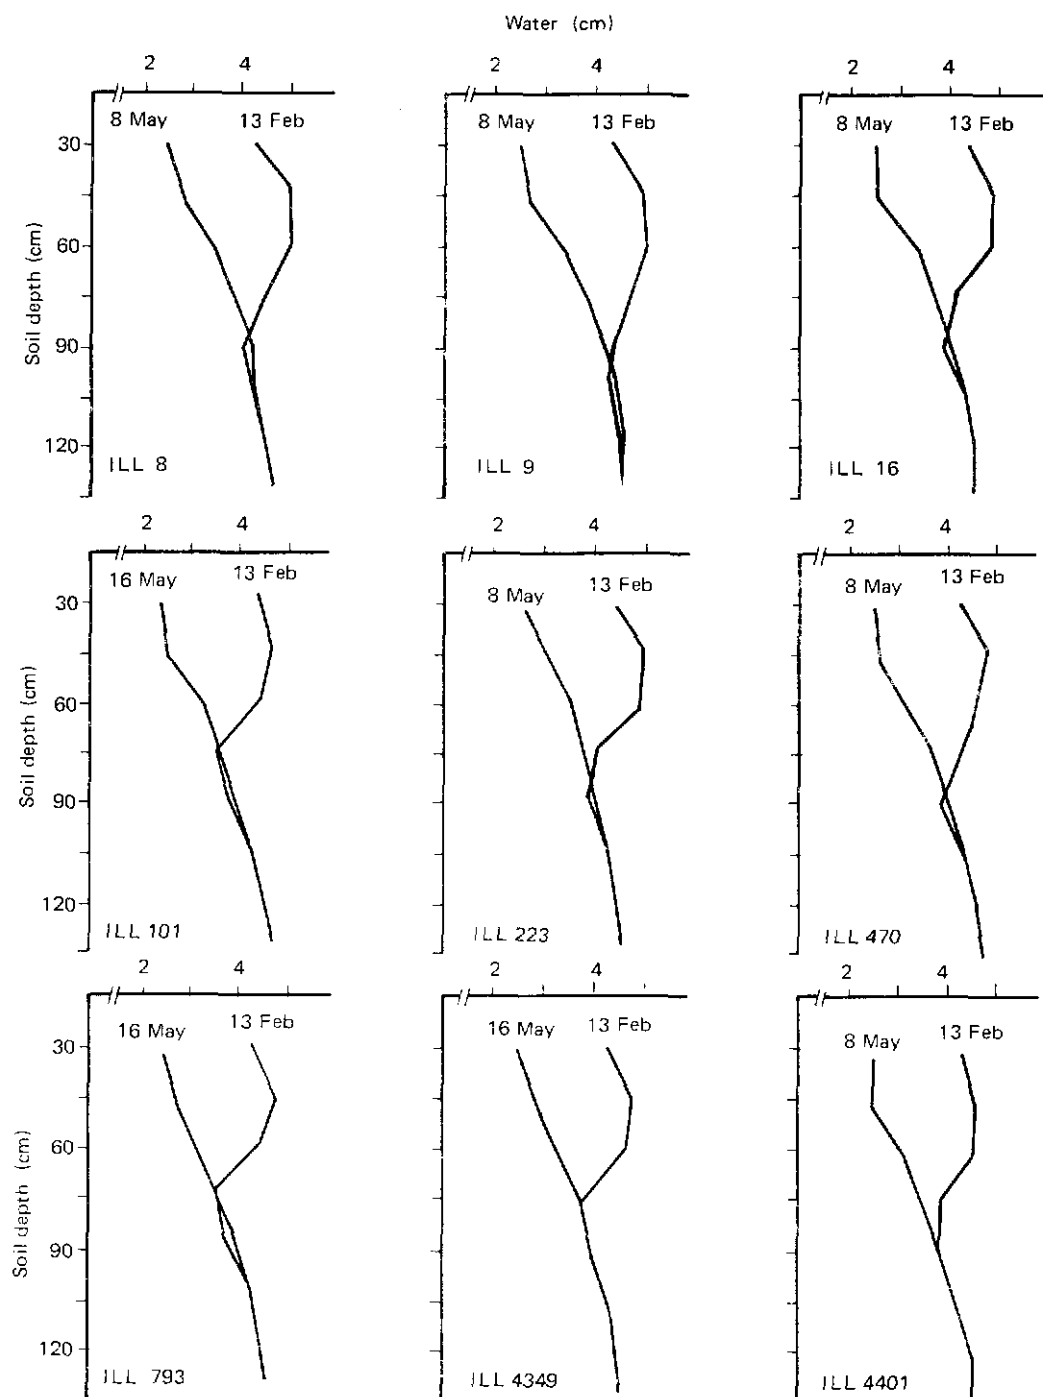 Water (cm)
2 4 2 4 2 4
8 May 13 Feb 8 May 13 Feb 8 May 13 Feb
30
60
90
120
Soil depth (cm)
ILL 8 ILL 9 ILL 16
2 4 2 4 2 4
16 May 13 Feb 8 May 13 Feb 8 May 13 Feb
30
60
90
120
Soil depth (cm)
ILL 101 ILL 223 ILL 470
2 4 2 4 2 4
16 May 13 Feb 16 May 13 Feb 8 May 13 Feb
30
60
90
120
Soil depth (cm)
ILL 793 ILL 4349 ILL 4401